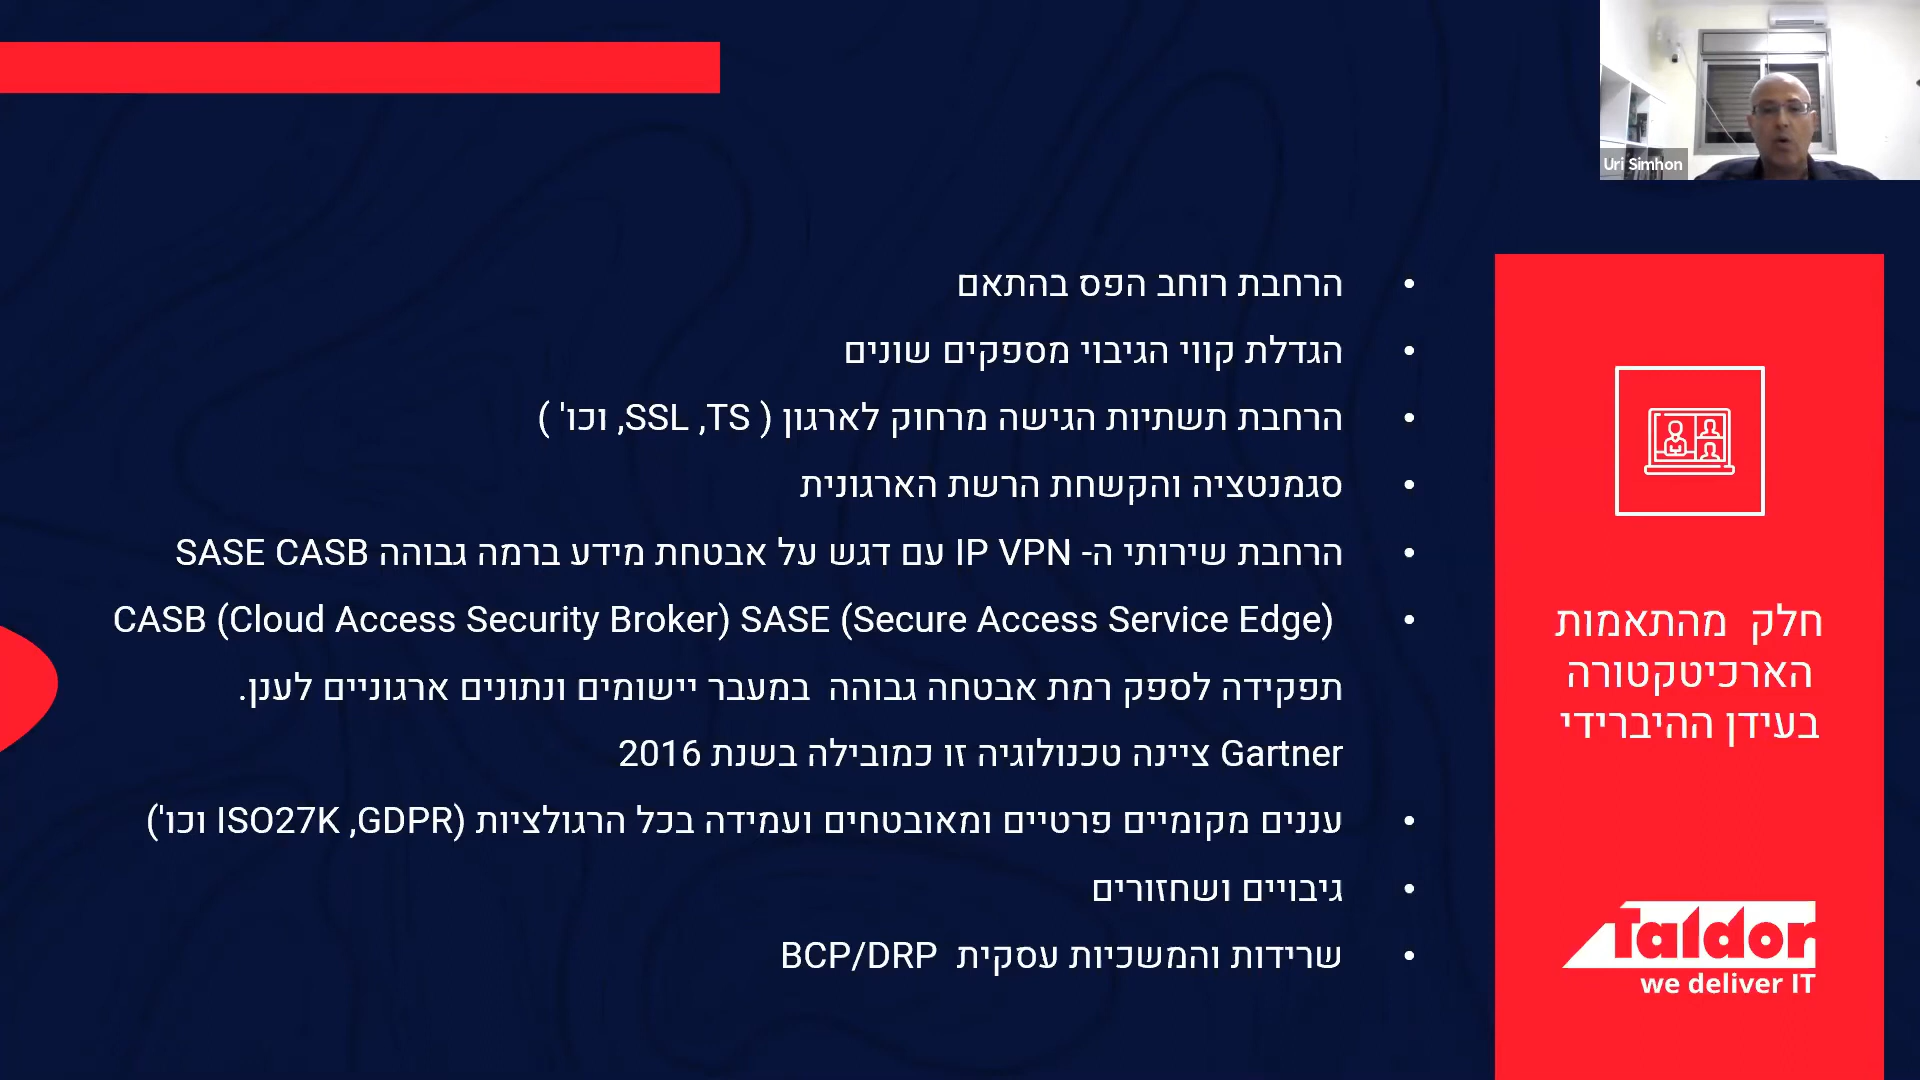 Uri Simhon
חלק מהתאמות
הארכיטקטורה
בעידן ההיברידי
• הרחבת רוחב הפס בהתאם
• הגדלת קווי הגיבוי מספקים שונים
• הרחבת תשתיות הגישה מרחוק לארגון ( SSL ,TS, וכו' )
• סגמנטציה והקשחת הרשת הארגונית
• הרחבת שירותי ה- IP VPN עם דגש על אבטחת מידע ברמה גבוהה SASE CASB
• CASB (Cloud Access Security Broker) SASE (Secure Access Service Edge)
תפקידה לספק רמת אבטחה גבוהה במעבר יישומים ונתונים ארגוניים לענן.
Gartner ציינה טכנולוגיה זו כמובילה בשנת 2016
• עננים מקומיים פרטיים ומאובטחים ועמידה בכל הרגולציות (ISO27K ,GDPR וכו')
• גיבויים ושחזורים
• שרידות והמשכיות עסקית BCP/DRP
Taldor
we deliver IT